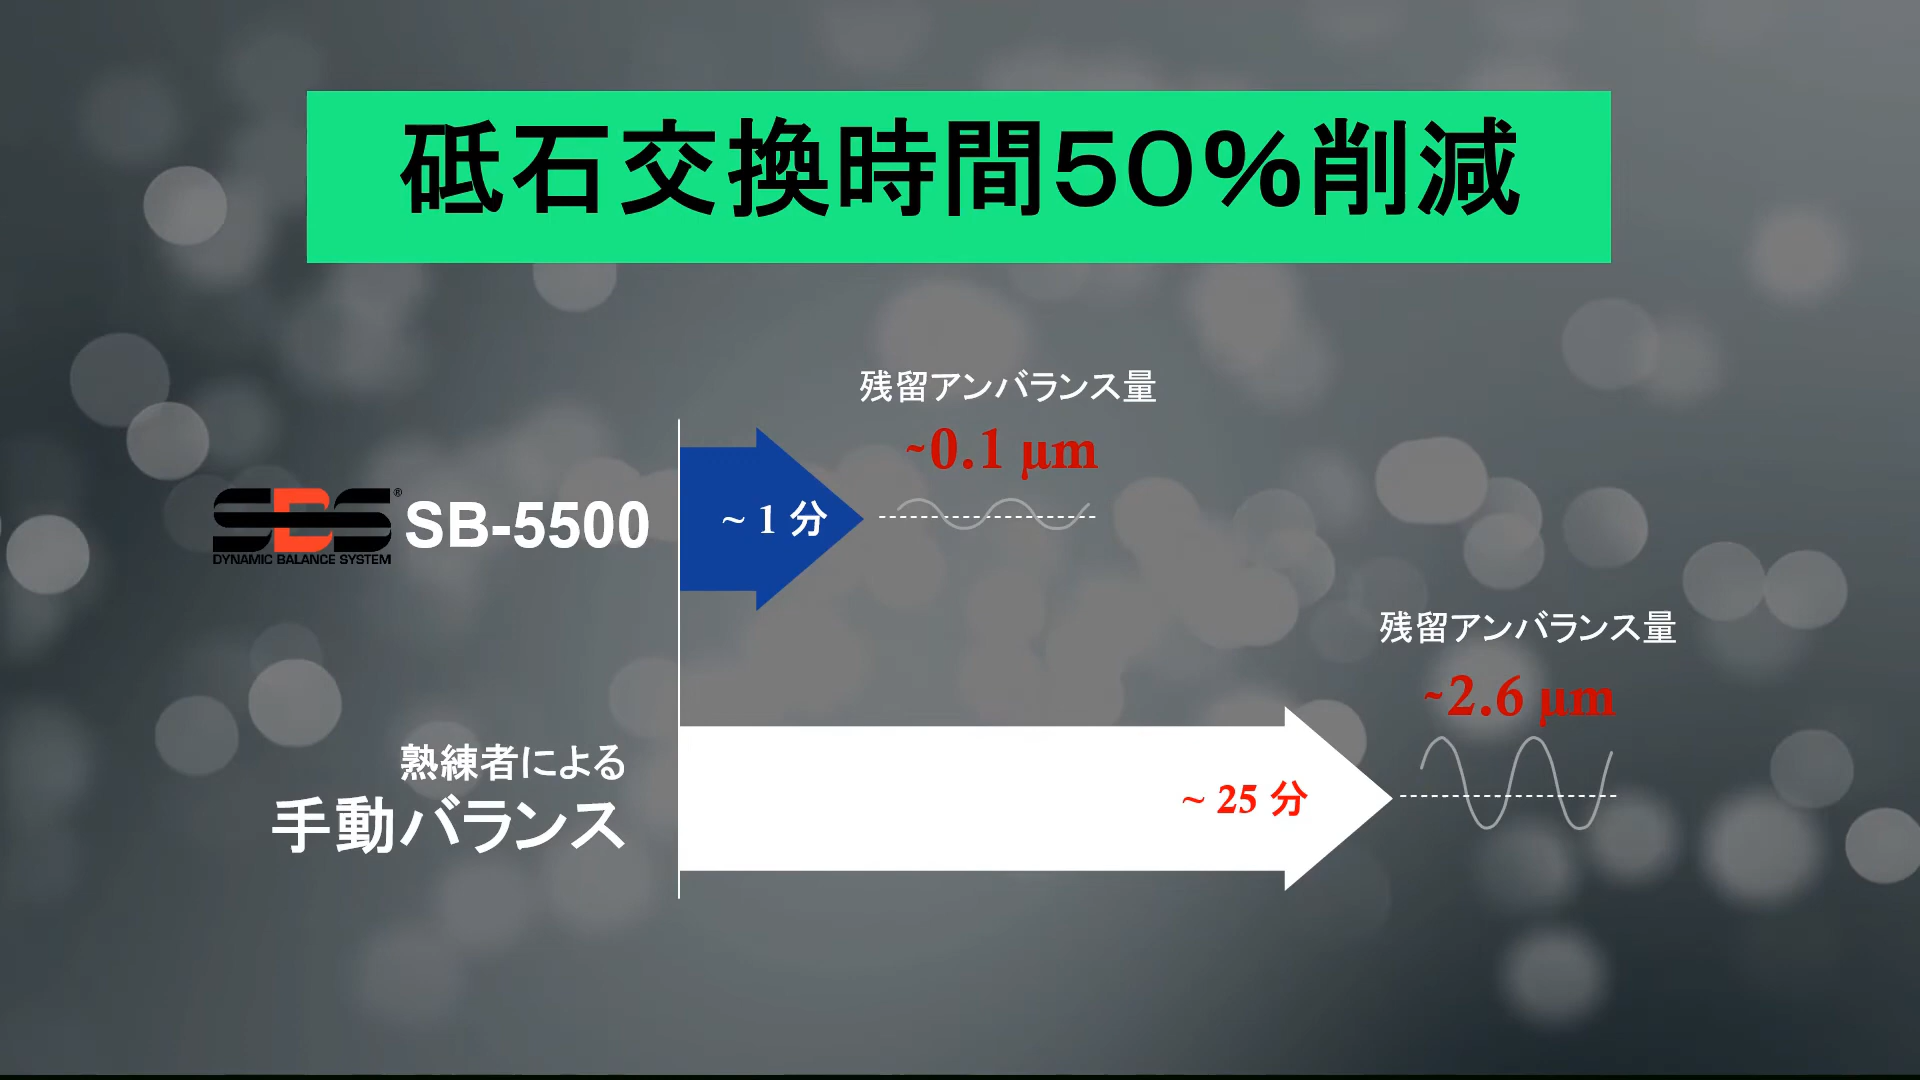 砥石交換時間50%削減
残留アンバランス量
~0.1 μm
SBS® SB-5500
DYNAMIC BALANCE SYSTEM
~ 1 分
残留アンバランス量
~2.6 μm
熟練者による
手動バランス
~ 25 分